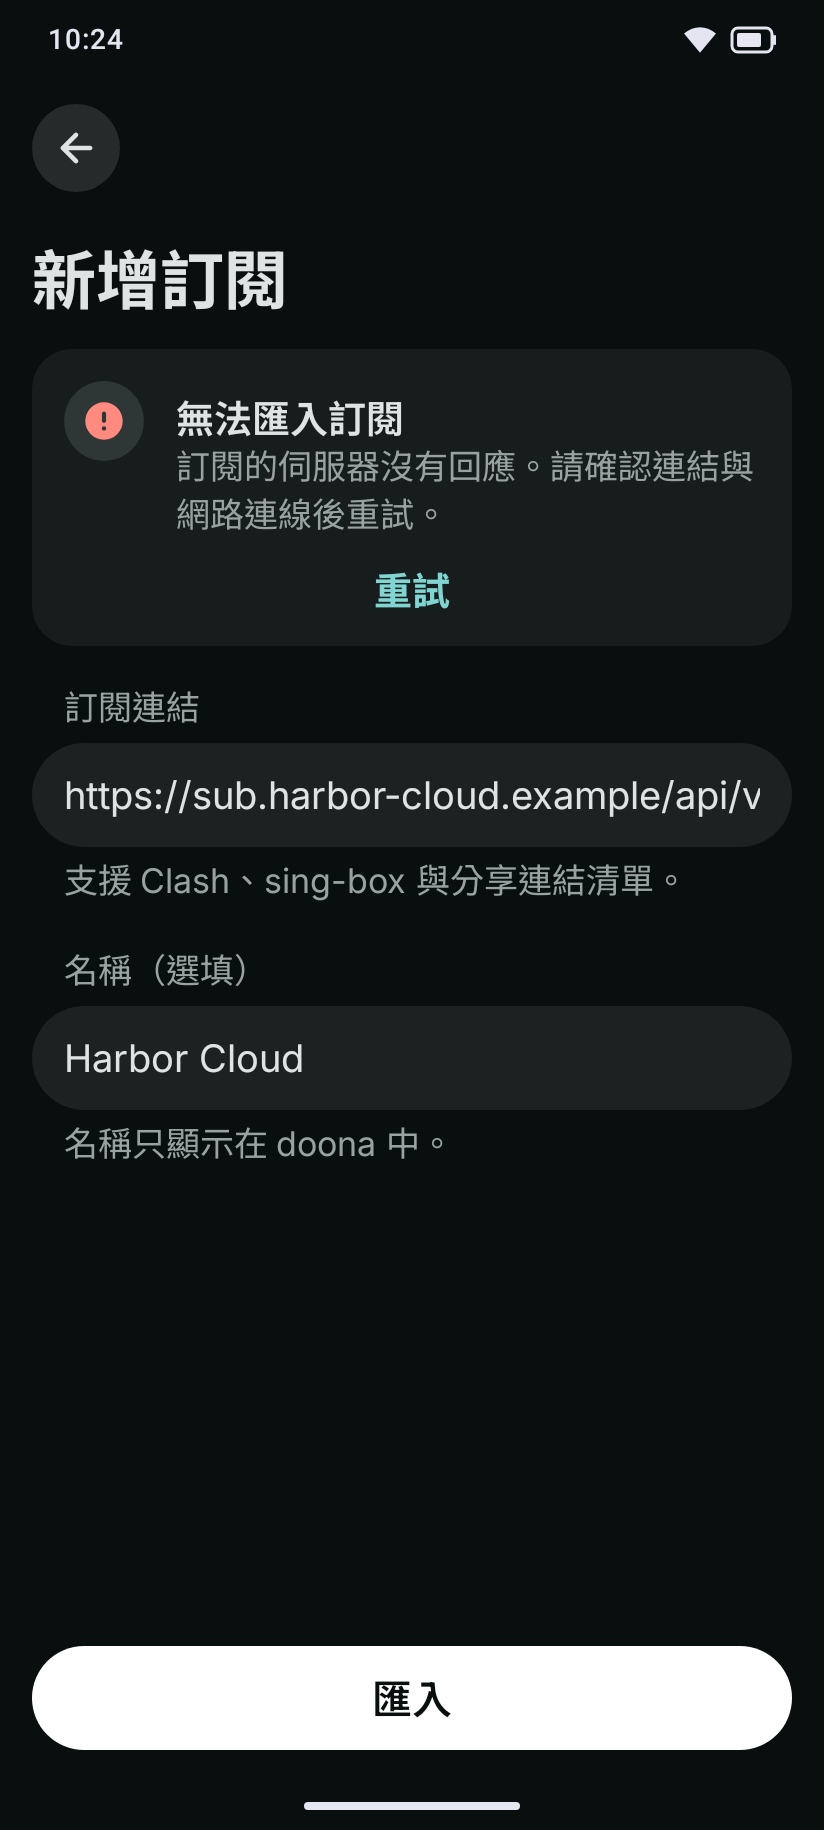 10:24
新增訂閱
無法匯入訂閱
訂閱的伺服器沒有回應。請確認連結與
網路連線後重試。
重試
訂閱連結
https://sub.harbor-cloud.example/api/v
支援 Clash、sing-box 與分享連結清單。
名稱（選填）
Harbor Cloud
名稱只顯示在 doona 中。
匯入